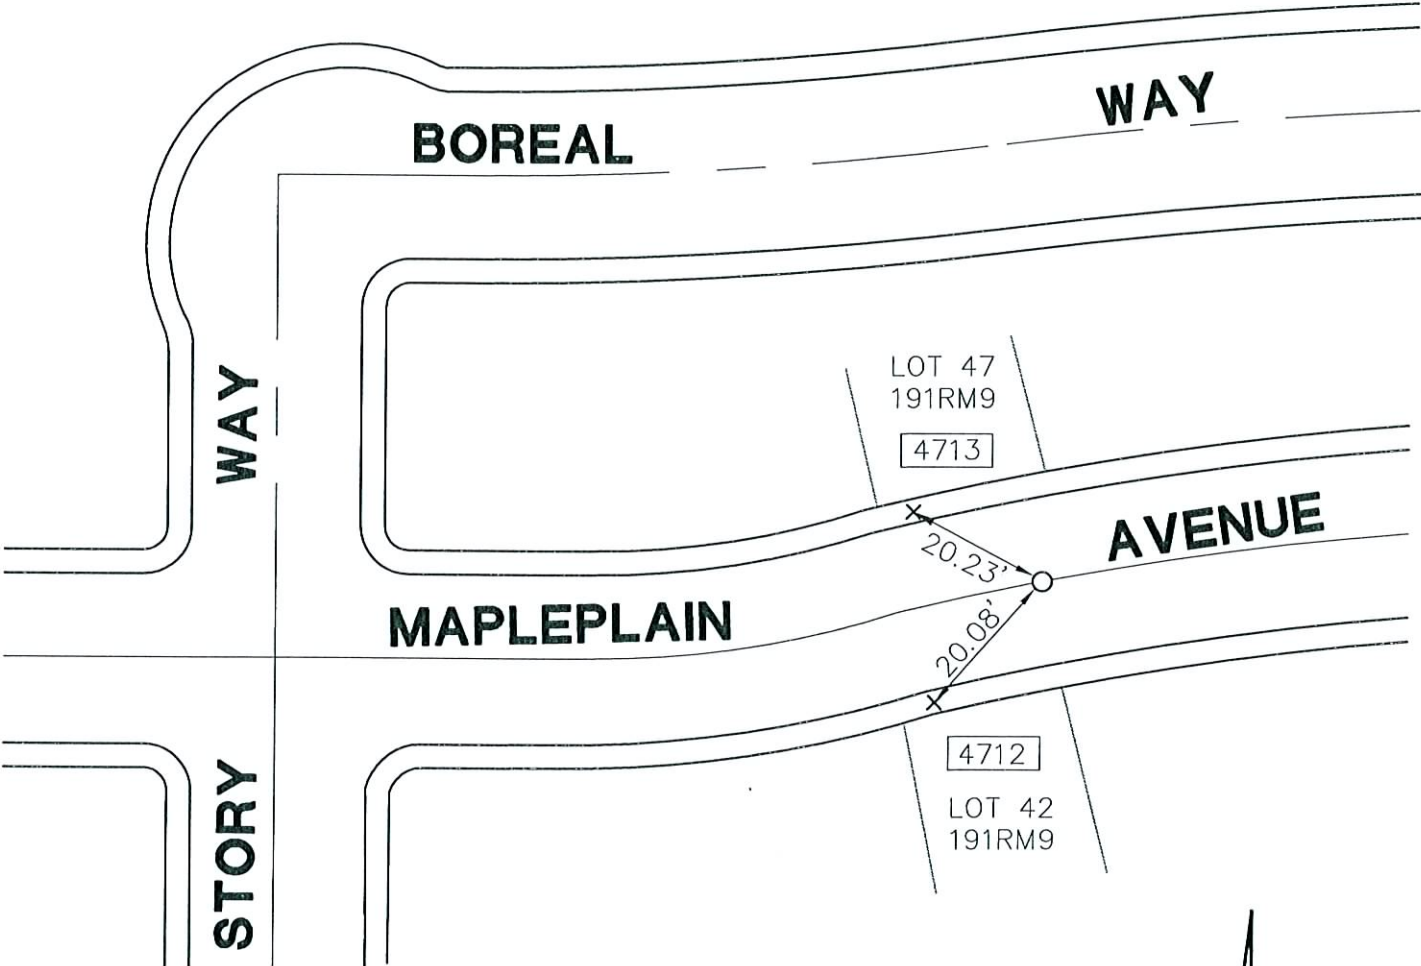 BOREAL WAY
STORY WAY
LOT 47
191RM9
4713
MAPLEPLAIN AVENUE
20.23'
20.08'
4712
LOT 42
191RM9